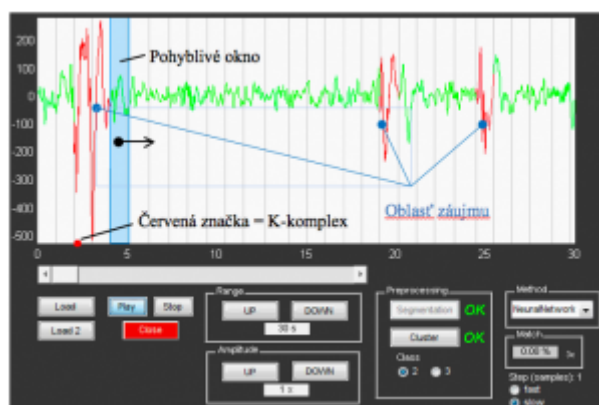 200
100
0
-100
-200
-300
-400
-500
Pohyblivé okno
Oblasť záujmu
Červená značka = K-komplex
0 5 10 15 20 25 30
Load Play Stop
Load 2 Close
Range
UP DOWN
30 s
Amplitude
UP DOWN
1 x
Preprocessing
Segmentation OK
Cluster OK
Class
2 3
Method
NeuralNetwork
Match
0.00 %
Step (samples): 1
fast
slow